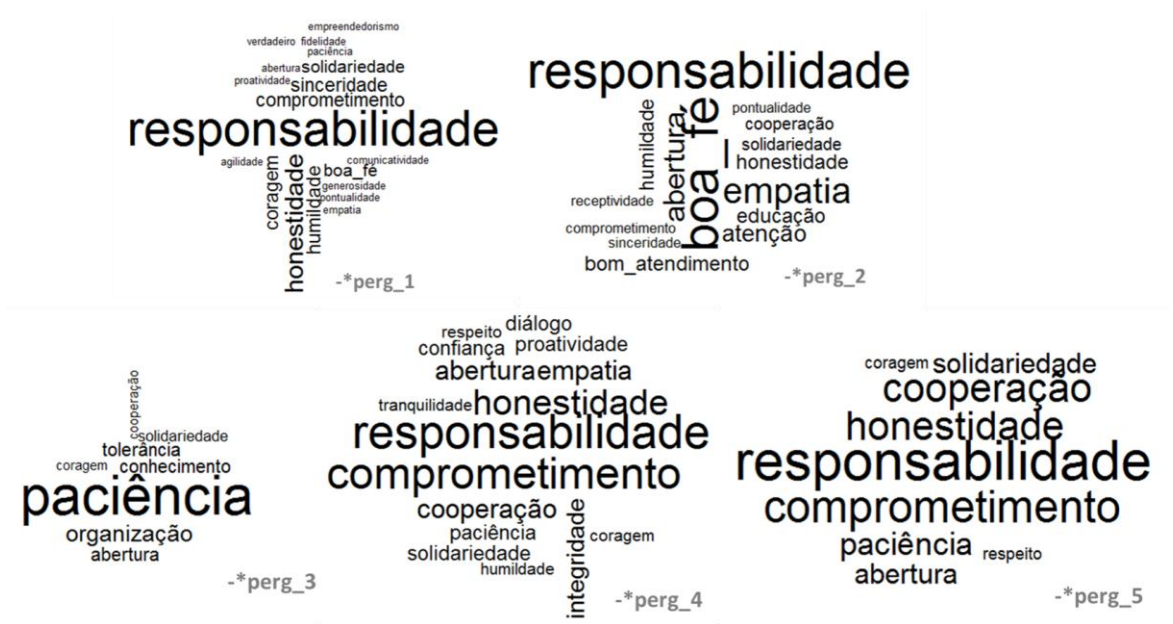 empreendedorismo
verdadeiro fidelidade
paciência
abertura solidariedade
proatividade sinceridade
comprometimento
responsabilidade
agilidade
comunicatividade
coragem
honestidade
humildade
boa_fé
generosidade
pontualidade
empatia
-*perg_1
responsabilidade
humildade
abertura
boa_fé
pontualidade
cooperação
solidariedade
honestidade
empatia
receptividade
educação
comprometimento
atenção
sinceridade
bom_atendimento
-*perg_2
cooperação
solidariedade
tolerância
coragem conhecimento
paciência
organização
abertura
-*perg_3
respeito diálogo
confiança proatividade
abertura empatia
tranquilidade honestidade
responsabilidade
comprometimento
cooperação
integridade
paciência coragem
solidariedade
humildade
-*perg_4
coragem solidariedade
cooperação
honestidade
responsabilidade
comprometimento
paciência respeito
abertura
-*perg_5